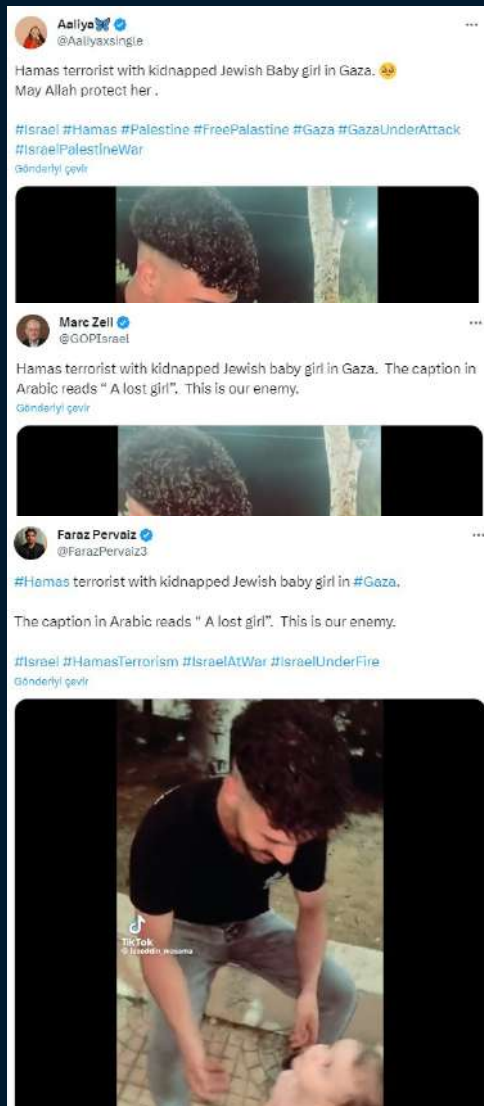 Aaliya
@Aaliyaxsingle
Hamas terrorist with kidnapped Jewish Baby girl in Gaza.
May Allah protect her .
#Israel #Hamas #Palestine #FreePalastine #Gaza #GazaUnderAttack
#IsraelPalestineWar
Gönderiyi çevir
Marc Zell
@GOPIsrael
Hamas terrorist with kidnapped Jewish baby girl in Gaza. The caption in
Arabic reads “ A lost girl”. This is our enemy.
Gönderiyi çevir
Faraz Pervaiz
@FarazPervaiz3
#Hamas terrorist with kidnapped Jewish baby girl in #Gaza.
The caption in Arabic reads “ A lost girl”. This is our enemy.
#Israel #HamasTerrorism #IsraelAtWar #IsraelUnderFire
Gönderiyi çevir
TikTok